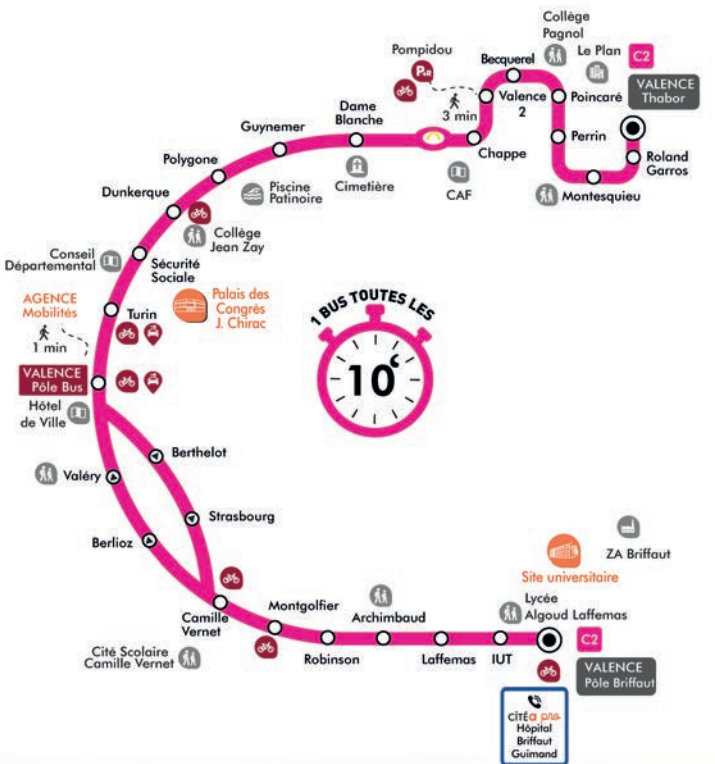 Collège
Pagnol
Le Plan
C2
VALENCE
Thabor
Pompidou
P+R
3 min
Becquerel
Valence
2
Poincaré
Perrin
Roland
Garros
Montesquieu
Chappe
CAF
Dame
Blanche
Cimetière
Guynemer
Piscine
Patinoire
Polygone
Dunkerque
Collège
Jean Zay
Conseil
Départemental
Sécurité
Sociale
Palais des
Congrès
J. Chirac
AGENCE
Mobilités
1 min
Turin
VALENCE
Pôle Bus
Hôtel
de Ville
1 BUS TOUTES LES
10‘
Berthelot
Valéry
Strasbourg
Berlioz
Camille
Vernet
Cité Scolaire
Camille Vernet
Montgolfier
Robinson
Archimbaud
Laffemas
IUT
ZA Briffaut
Site universitaire
Lycée
Algoud Laffemas
C2
VALENCE
Pôle Briffaut
CÏTÉa pro
Hôpital
Briffaut
Guimand